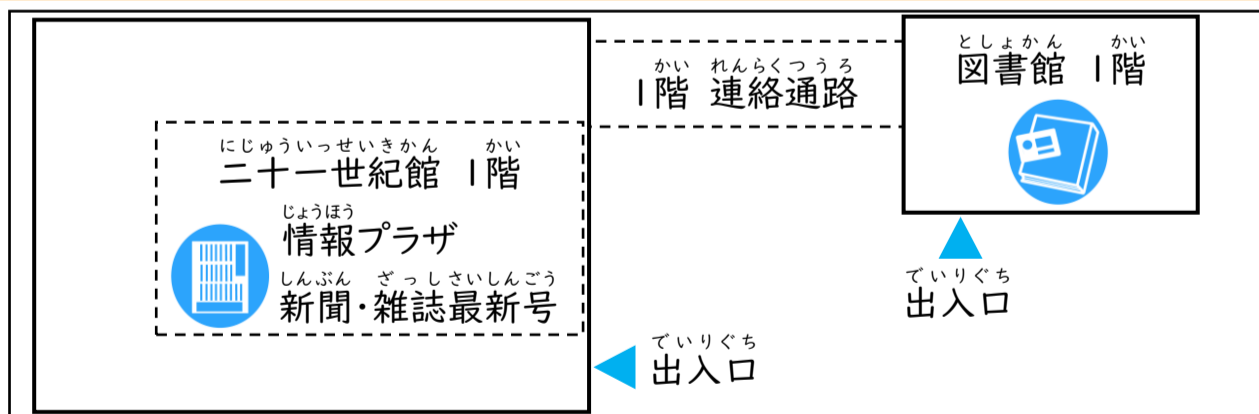 にじゅういっせいきかん かい
二十一世紀館 1階
じょうほう
情報プラザ
しんぶん ざっしさいしんごう
新聞・雑誌最新号
かい れんらくつうろ
1階 連絡通路
としょかん かい
図書館 1階
でいりぐち
出入口
でいりぐち
出入口